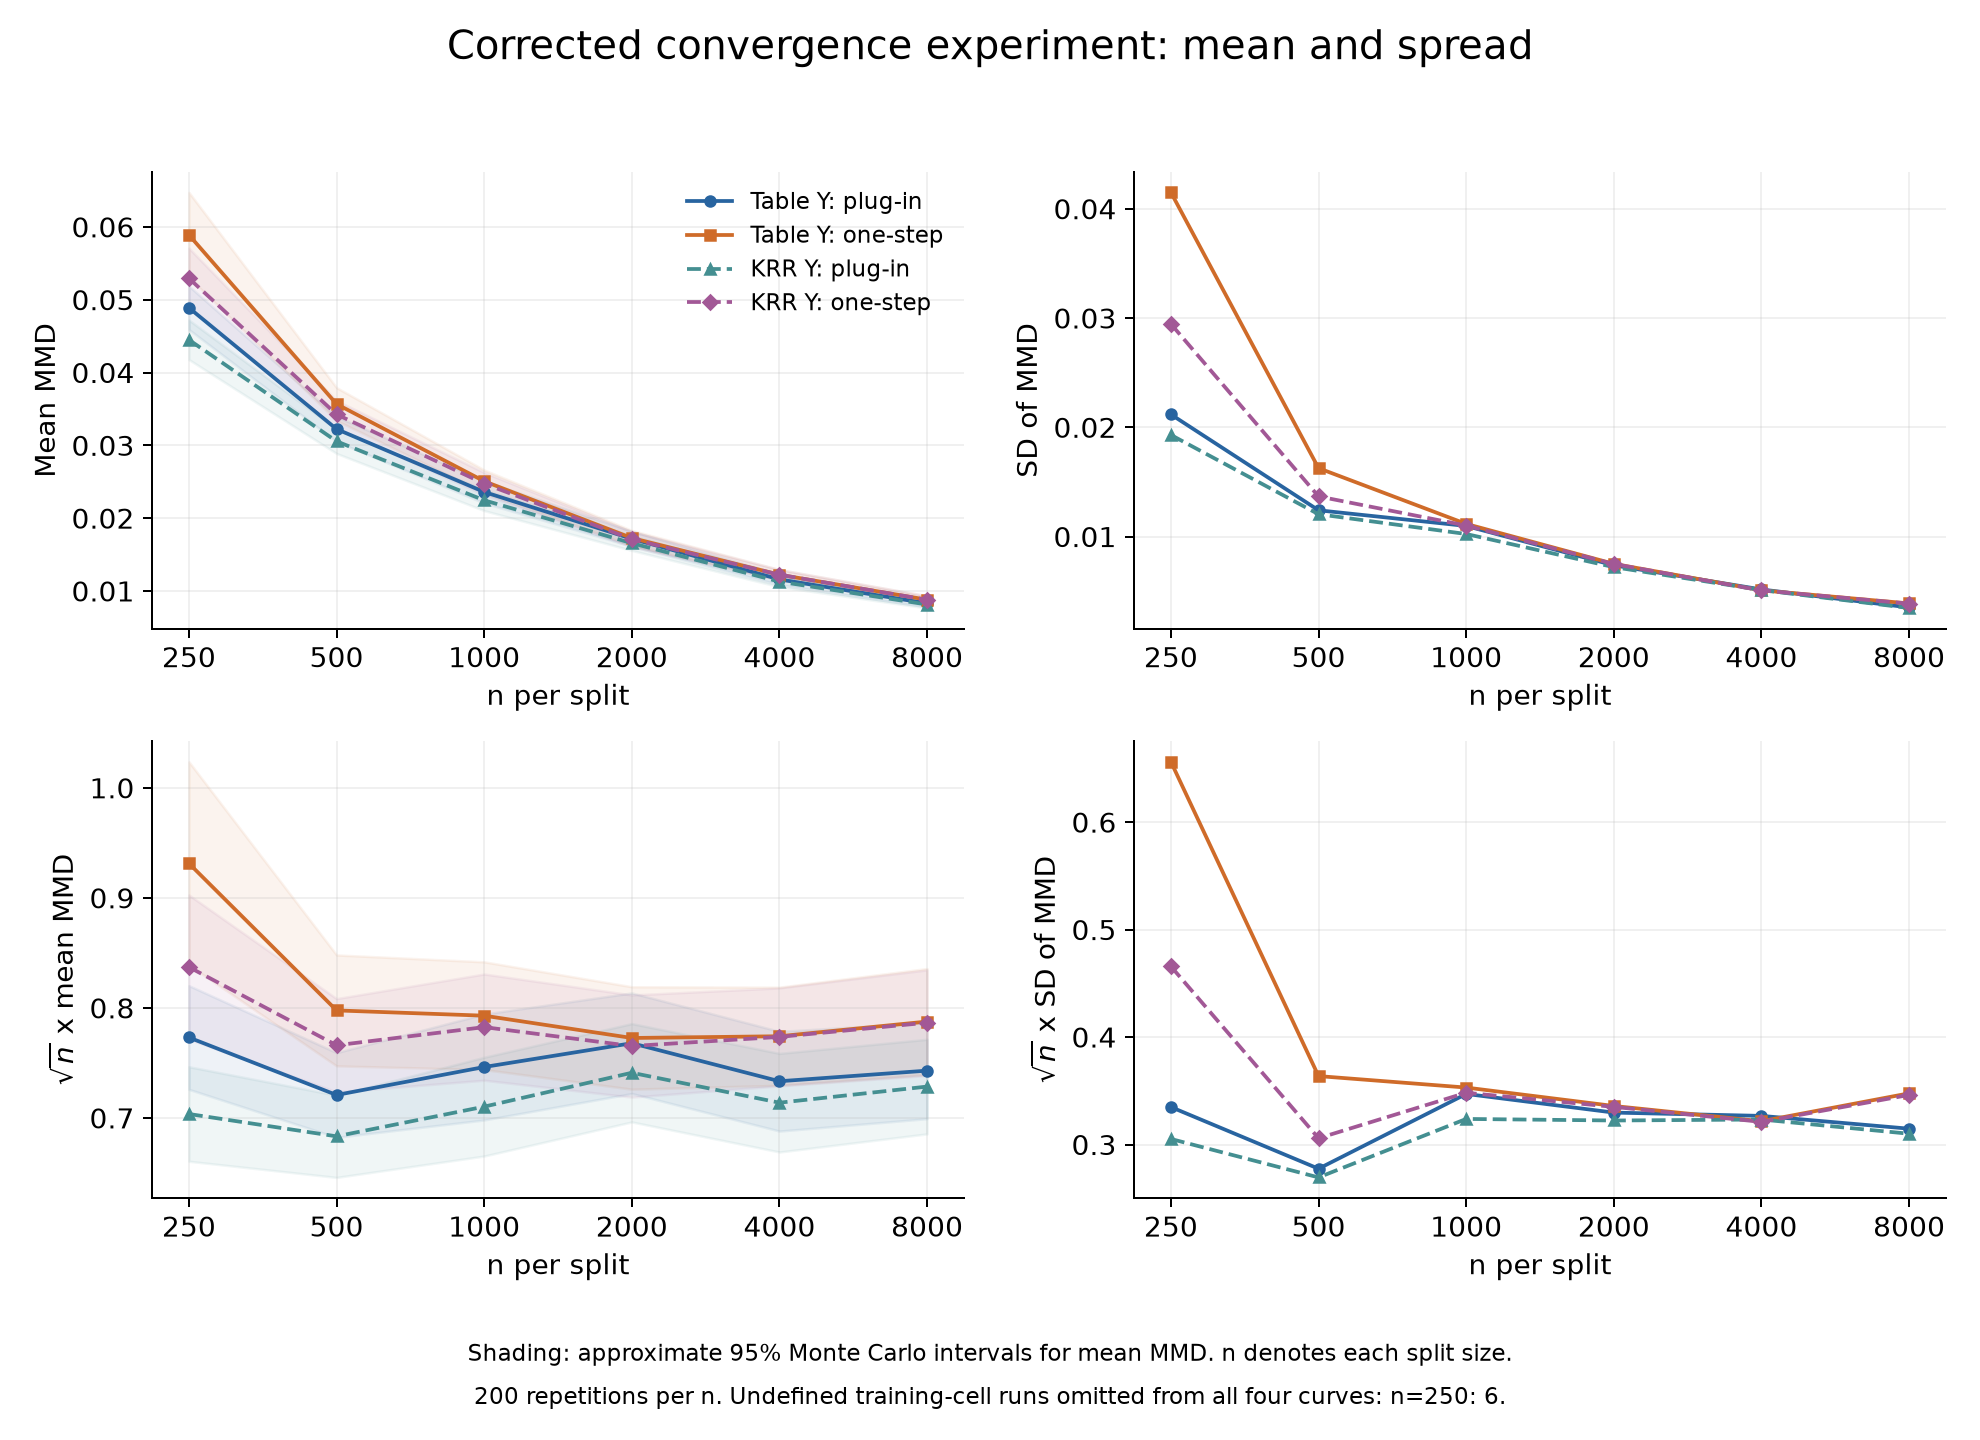 Corrected convergence experiment: mean and spread
Mean MMD
0.06
0.05
0.04
0.03
0.02
0.01
250 500 1000 2000 4000 8000
n per split
Table Y: plug-in
Table Y: one-step
KRR Y: plug-in
KRR Y: one-step
SD of MMD
0.04
0.03
0.02
0.01
250 500 1000 2000 4000 8000
n per split
√n x mean MMD
1.0
0.9
0.8
0.7
250 500 1000 2000 4000 8000
n per split
√n x SD of MMD
0.6
0.5
0.4
0.3
250 500 1000 2000 4000 8000
n per split
Shading: approximate 95% Monte Carlo intervals for mean MMD. n denotes each split size.
200 repetitions per n. Undefined training-cell runs omitted from all four curves: n=250: 6.